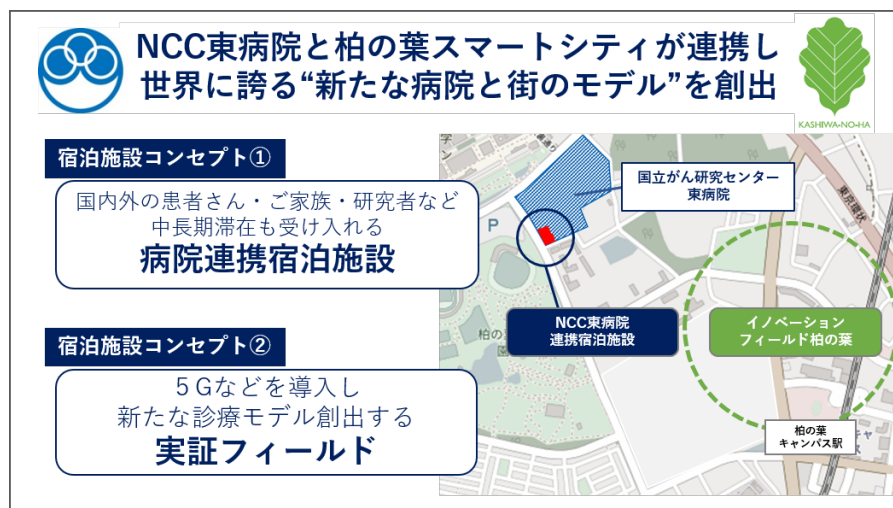 NCC東病院と柏の葉スマートシティが連携し
世界に誇る“新たな病院と街のモデル”を創出
KASHIWA-NO-HA
宿泊施設コンセプト①
国内外の患者さん・ご家族・研究者など
中長期滞在も受け入れる
病院連携宿泊施設
宿泊施設コンセプト②
5Gなどを導入し
新たな診療モデル創出する
実証フィールド
国立がん研究センター
東病院
P
東京環状
NCC東病院
連携宿泊施設
イノベーション
フィールド柏の葉
柏の葉
柏の葉
キャンパス駅